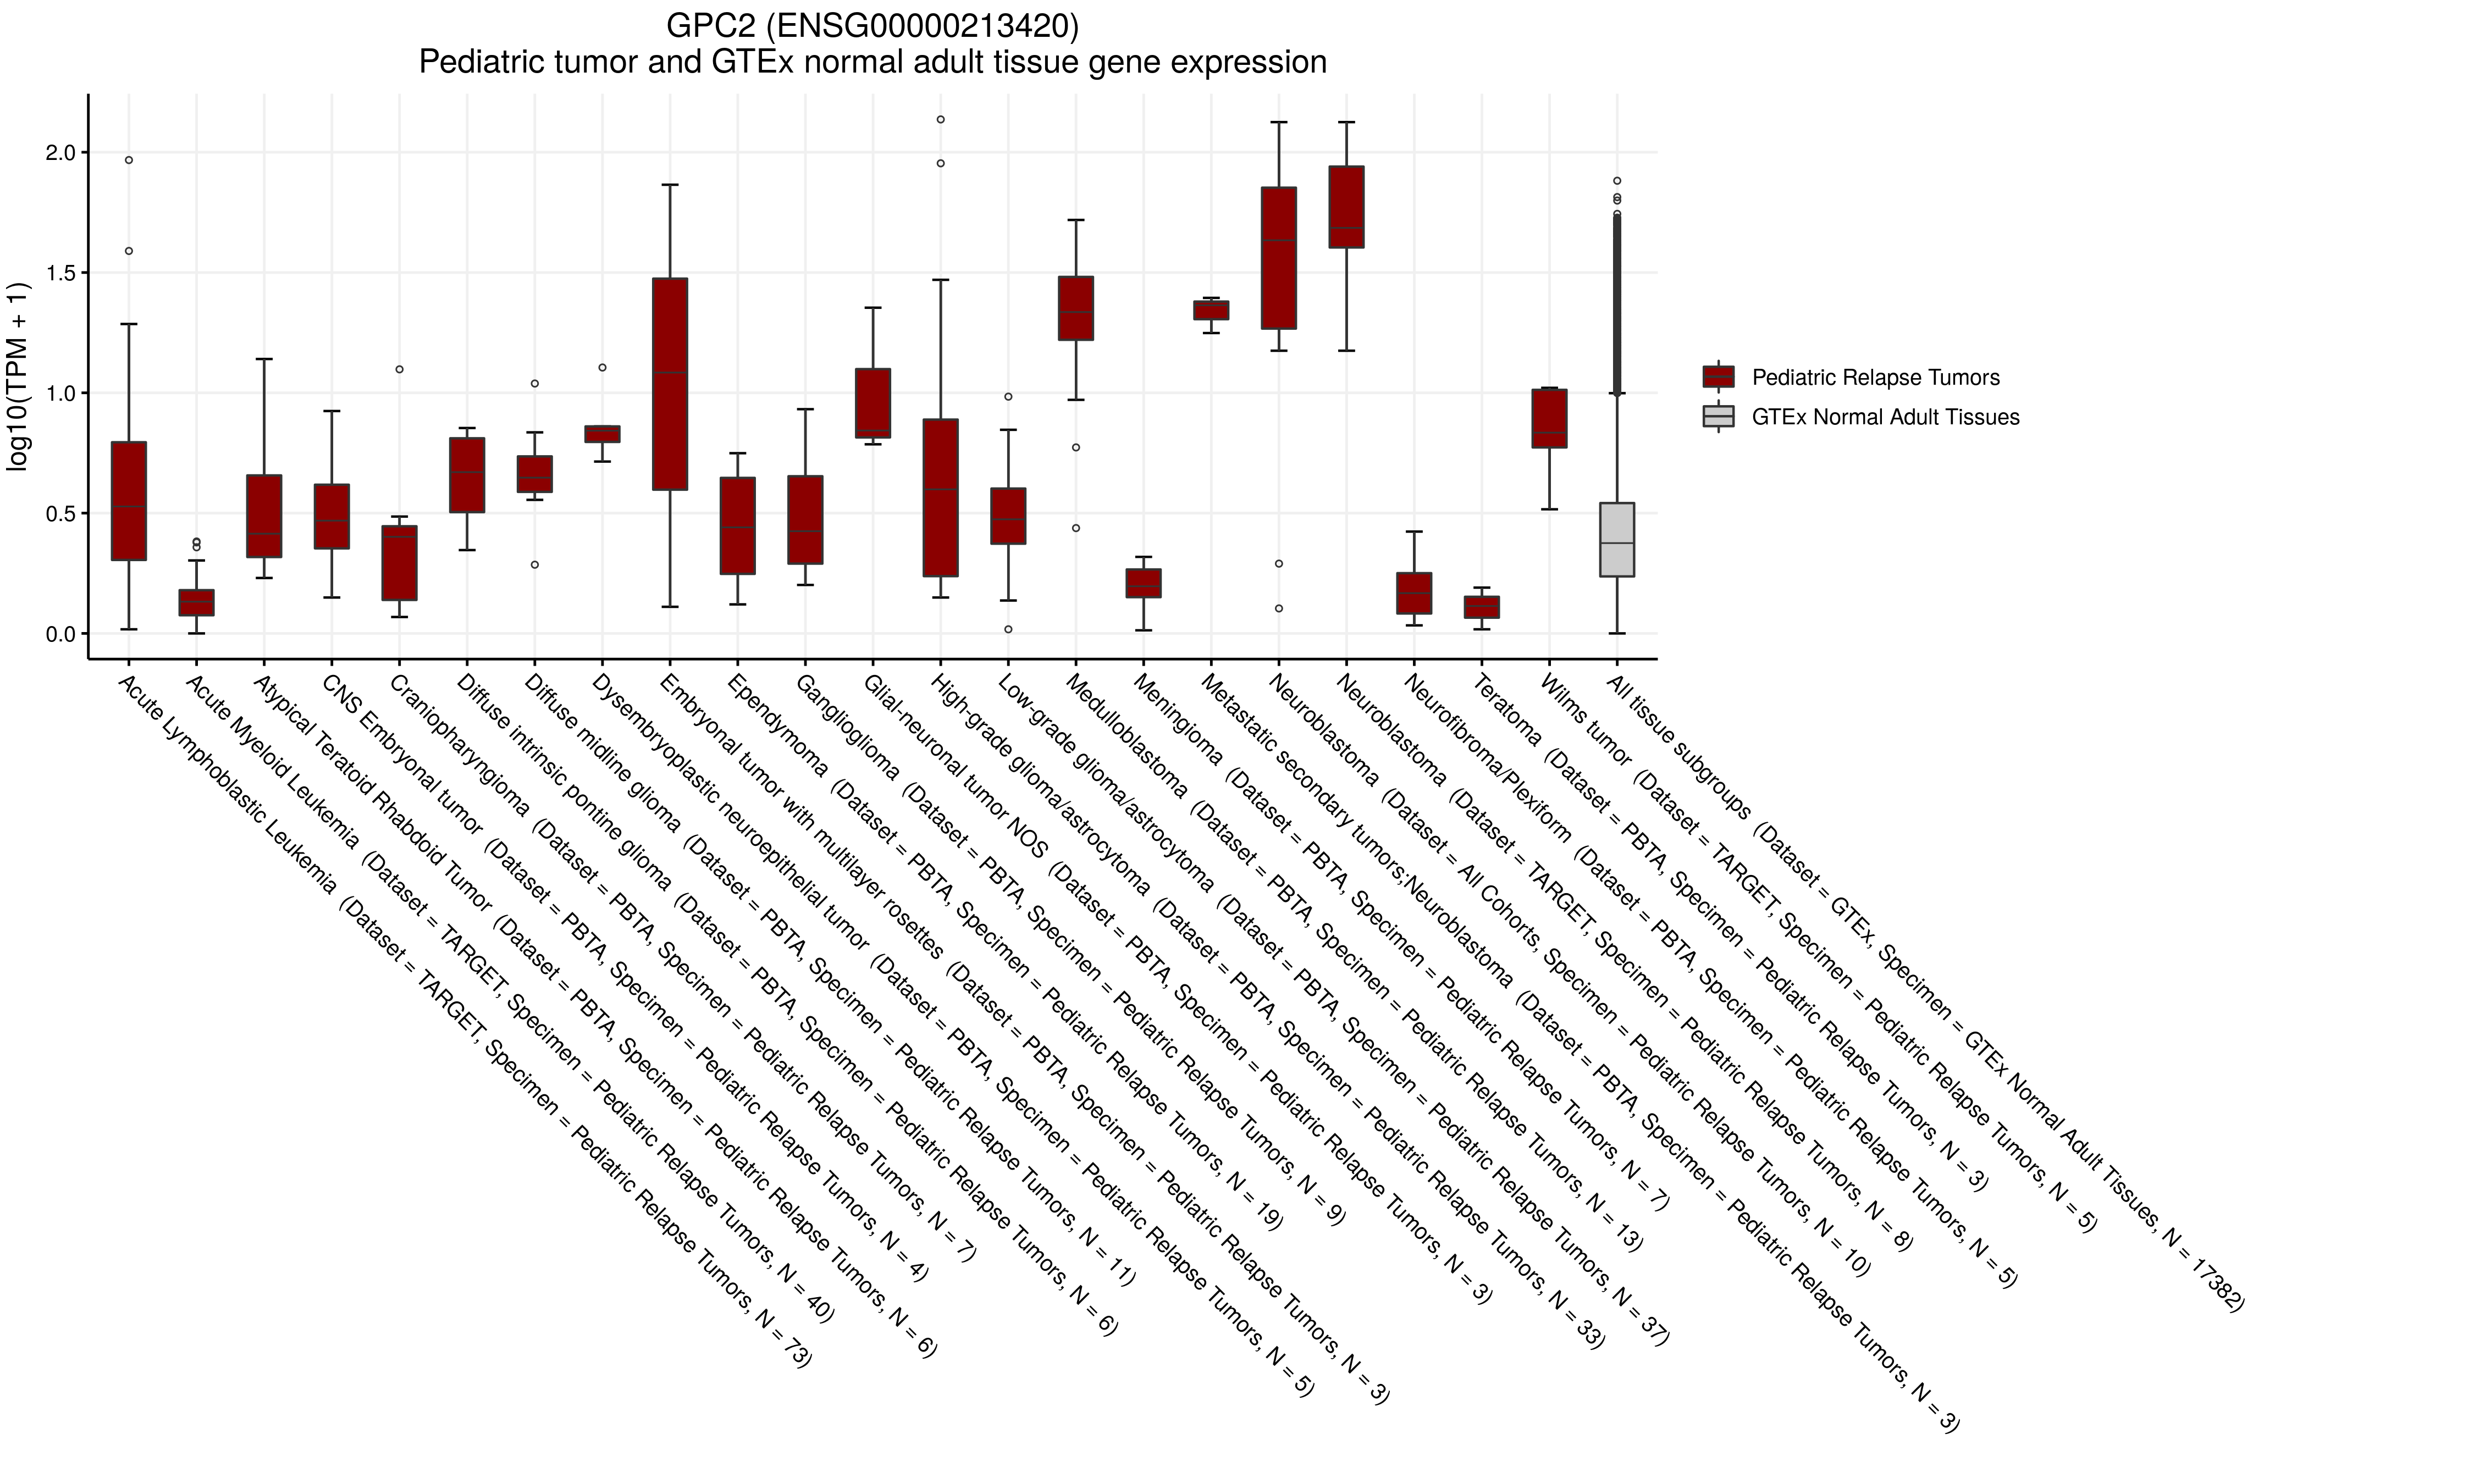 GPC2 (ENSG00000213420)
Pediatric tumor and GTEx normal adult tissue gene expression
log10(TPM + 1)
2.0
1.5
1.0
0.5
0.0
Pediatric Relapse Tumors
GTEx Normal Adult Tissues
Acute Lymphoblastic Leukemia (Dataset = TARGET, Specimen = Pediatric Relapse Tumors, N = 73)
Acute Myeloid Leukemia (Dataset = TARGET, Specimen = Pediatric Relapse Tumors, N = 40)
Atypical Teratoid Rhabdoid Tumor (Dataset = PBTA, Specimen = Pediatric Relapse Tumors, N = 6)
CNS Embryonal tumor (Dataset = PBTA, Specimen = Pediatric Relapse Tumors, N = 4)
Craniopharyngioma (Dataset = PBTA, Specimen = Pediatric Relapse Tumors, N = 7)
Diffuse intrinsic pontine glioma (Dataset = PBTA, Specimen = Pediatric Relapse Tumors, N = 6)
Diffuse midline glioma (Dataset = PBTA, Specimen = Pediatric Relapse Tumors, N = 11)
Dysembryoplastic neuroepithelial tumor (Dataset = PBTA, Specimen = Pediatric Relapse Tumors, N = 5)
Embryonal tumor with multilayer rosettes (Dataset = PBTA, Specimen = Pediatric Relapse Tumors, N = 3)
Ependymoma (Dataset = PBTA, Specimen = Pediatric Relapse Tumors, N = 19)
Ganglioglioma (Dataset = PBTA, Specimen = Pediatric Relapse Tumors, N = 9)
Glial-neuronal tumor NOS (Dataset = PBTA, Specimen = Pediatric Relapse Tumors, N = 3)
High-grade glioma/astrocytoma (Dataset = PBTA, Specimen = Pediatric Relapse Tumors, N = 33)
Low-grade glioma/astrocytoma (Dataset = PBTA, Specimen = Pediatric Relapse Tumors, N = 37)
Medulloblastoma (Dataset = PBTA, Specimen = Pediatric Relapse Tumors, N = 13)
Meningioma (Dataset = PBTA, Specimen = Pediatric Relapse Tumors, N = 7)
Metastatic secondary tumors;Neuroblastoma (Dataset = PBTA, Specimen = Pediatric Relapse Tumors, N = 3)
Neuroblastoma (Dataset = All Cohorts, Specimen = Pediatric Relapse Tumors, N = 10)
Neuroblastoma (Dataset = TARGET, Specimen = Pediatric Relapse Tumors, N = 8)
Neurofibroma/Plexiform (Dataset = PBTA, Specimen = Pediatric Relapse Tumors, N = 5)
Teratoma (Dataset = PBTA, Specimen = Pediatric Relapse Tumors, N = 3)
Wilms tumor (Dataset = TARGET, Specimen = Pediatric Relapse Tumors, N = 5)
All tissue subgroups (Dataset = GTEx, Specimen = GTEx Normal Adult Tissues, N = 17382)